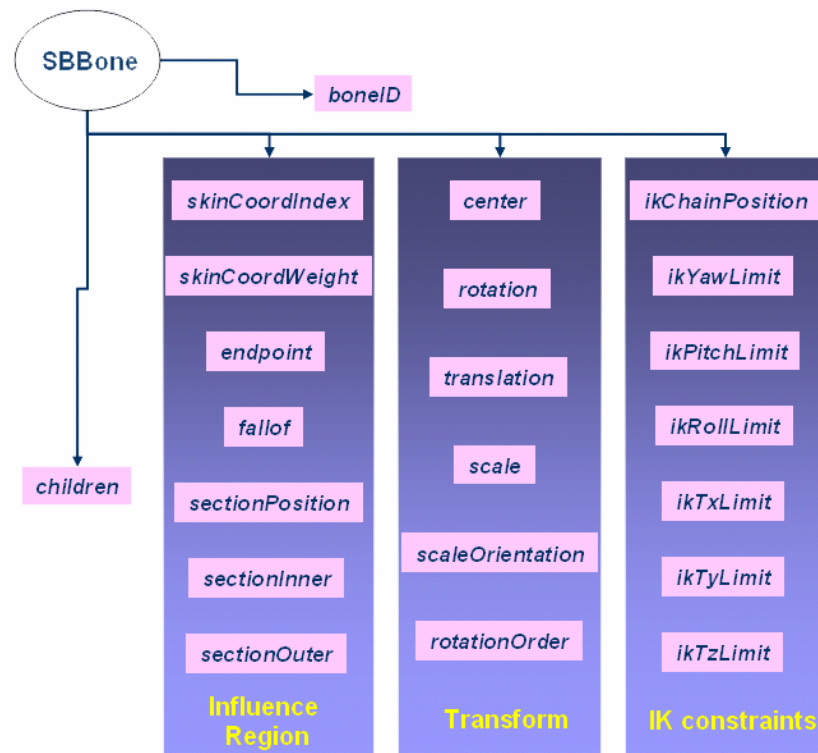 SBBone
boneID
children
skinCoordIndex
skinCoordWeight
endpoint
fallof
sectionPosition
sectionInner
sectionOuter
Influence
Region
center
rotation
translation
scale
scaleOrientation
rotationOrder
Transform
ikChainPosition
ikYawLimit
ikPitchLimit
ikRollLimit
ikTxLimit
ikTyLimit
ikTzLimit
IK constraints